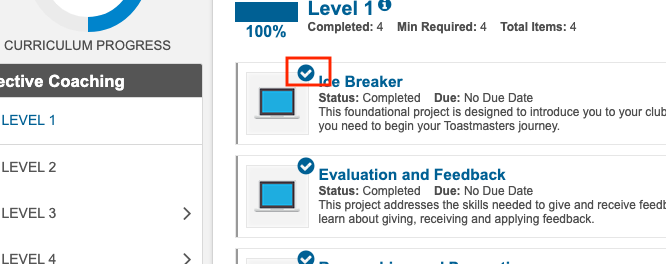 CURRICULUM PROGRESS
ective Coaching
LEVEL 1
LEVEL 2
LEVEL 3
LEVEL 4
Level 1
100%
Completed: 4 Min Required: 4 Total Items: 4
Ice Breaker
Status: Completed Due: No Due Date
This foundational project is designed to introduce you to your club
you need to begin your Toastmasters journey.
Evaluation and Feedback
Status: Completed Due: No Due Date
This project addresses the skills needed to give and receive feedb
learn about giving, receiving and applying feedback.